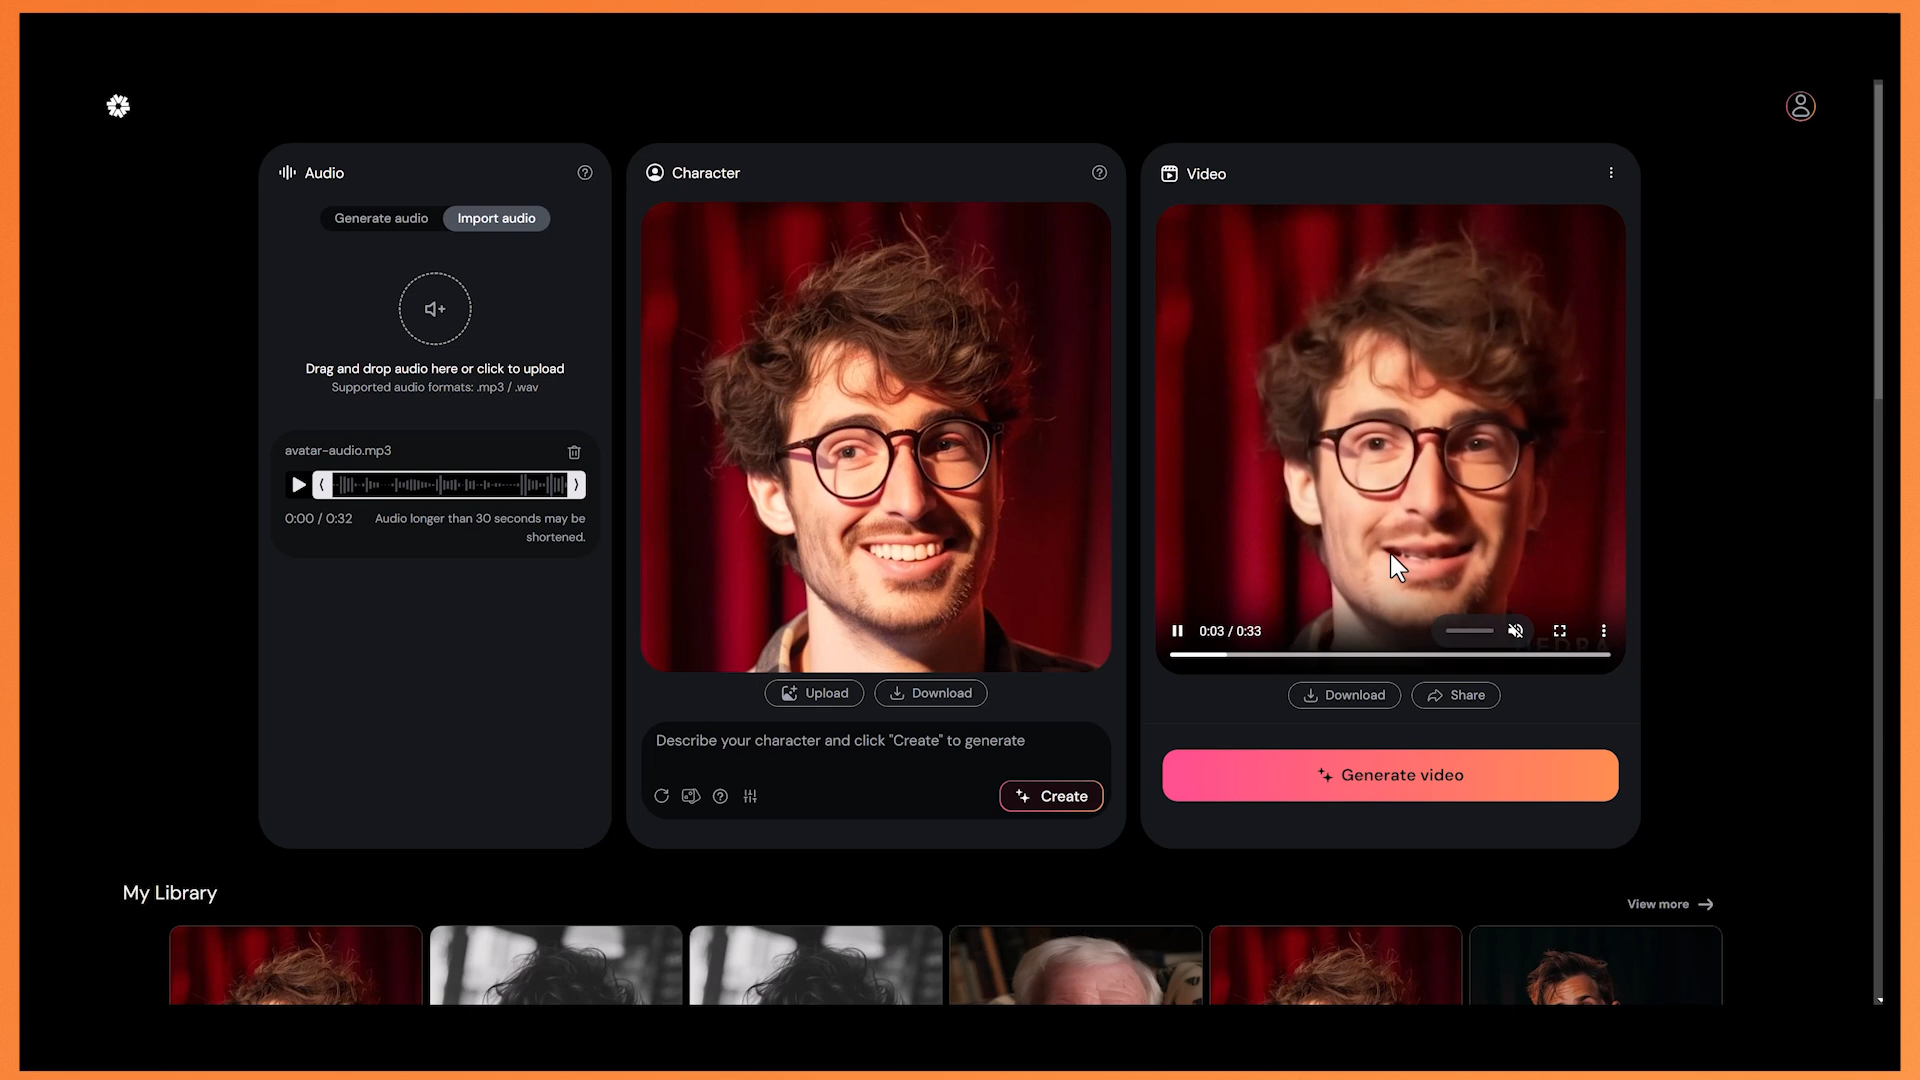 Audio
Generate audio
Import audio
Drag and drop audio here or click to upload
Supported audio formats: .mp3 / .wav
avatar-audio.mp3
0:00 / 0:32
Audio longer than 30 seconds may be
shortened.
Character
Upload
Download
Describe your character and click "Create" to generate
Create
Video
0:03 / 0:33
Download
Share
Generate video
My Library
View more